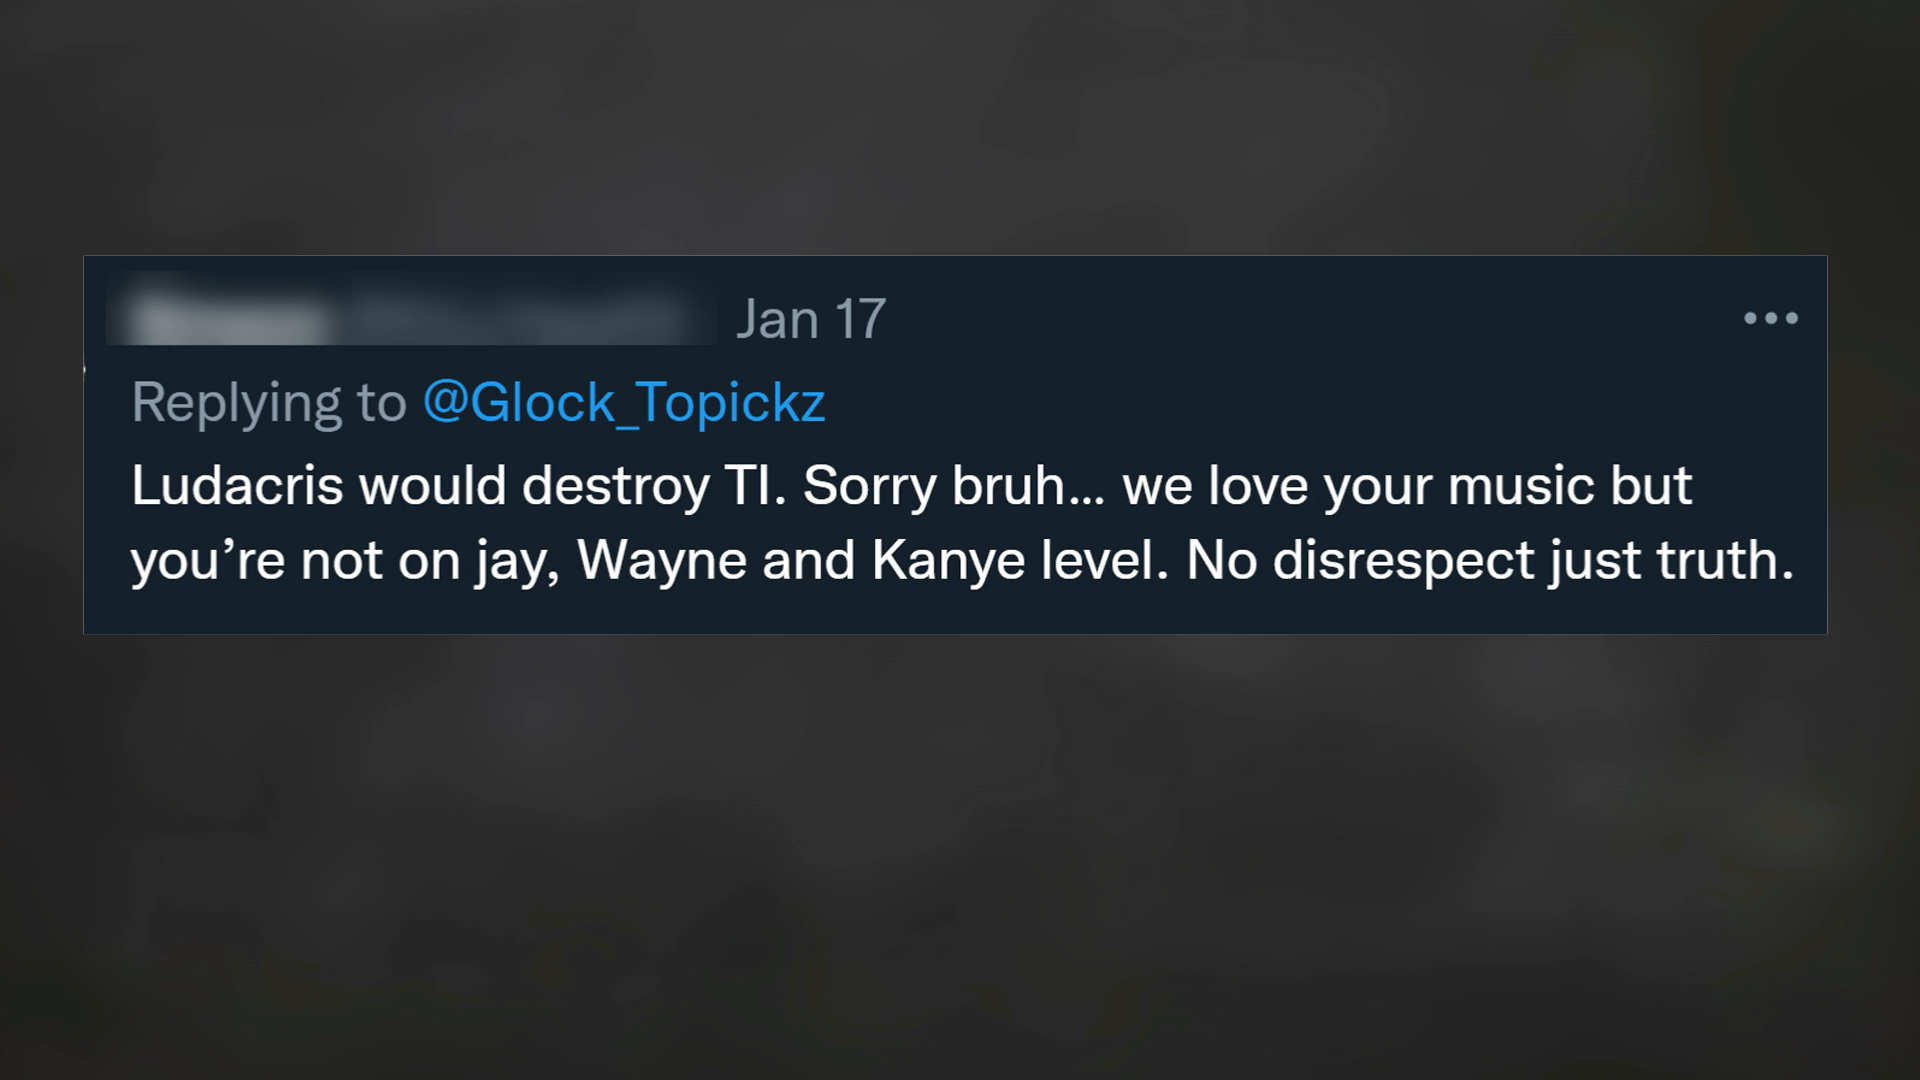 Jan 17
Replying to @Glock_Topickz
Ludacris would destroy TI. Sorry bruh... we love your music but
you’re not on jay, Wayne and Kanye level. No disrespect just truth.